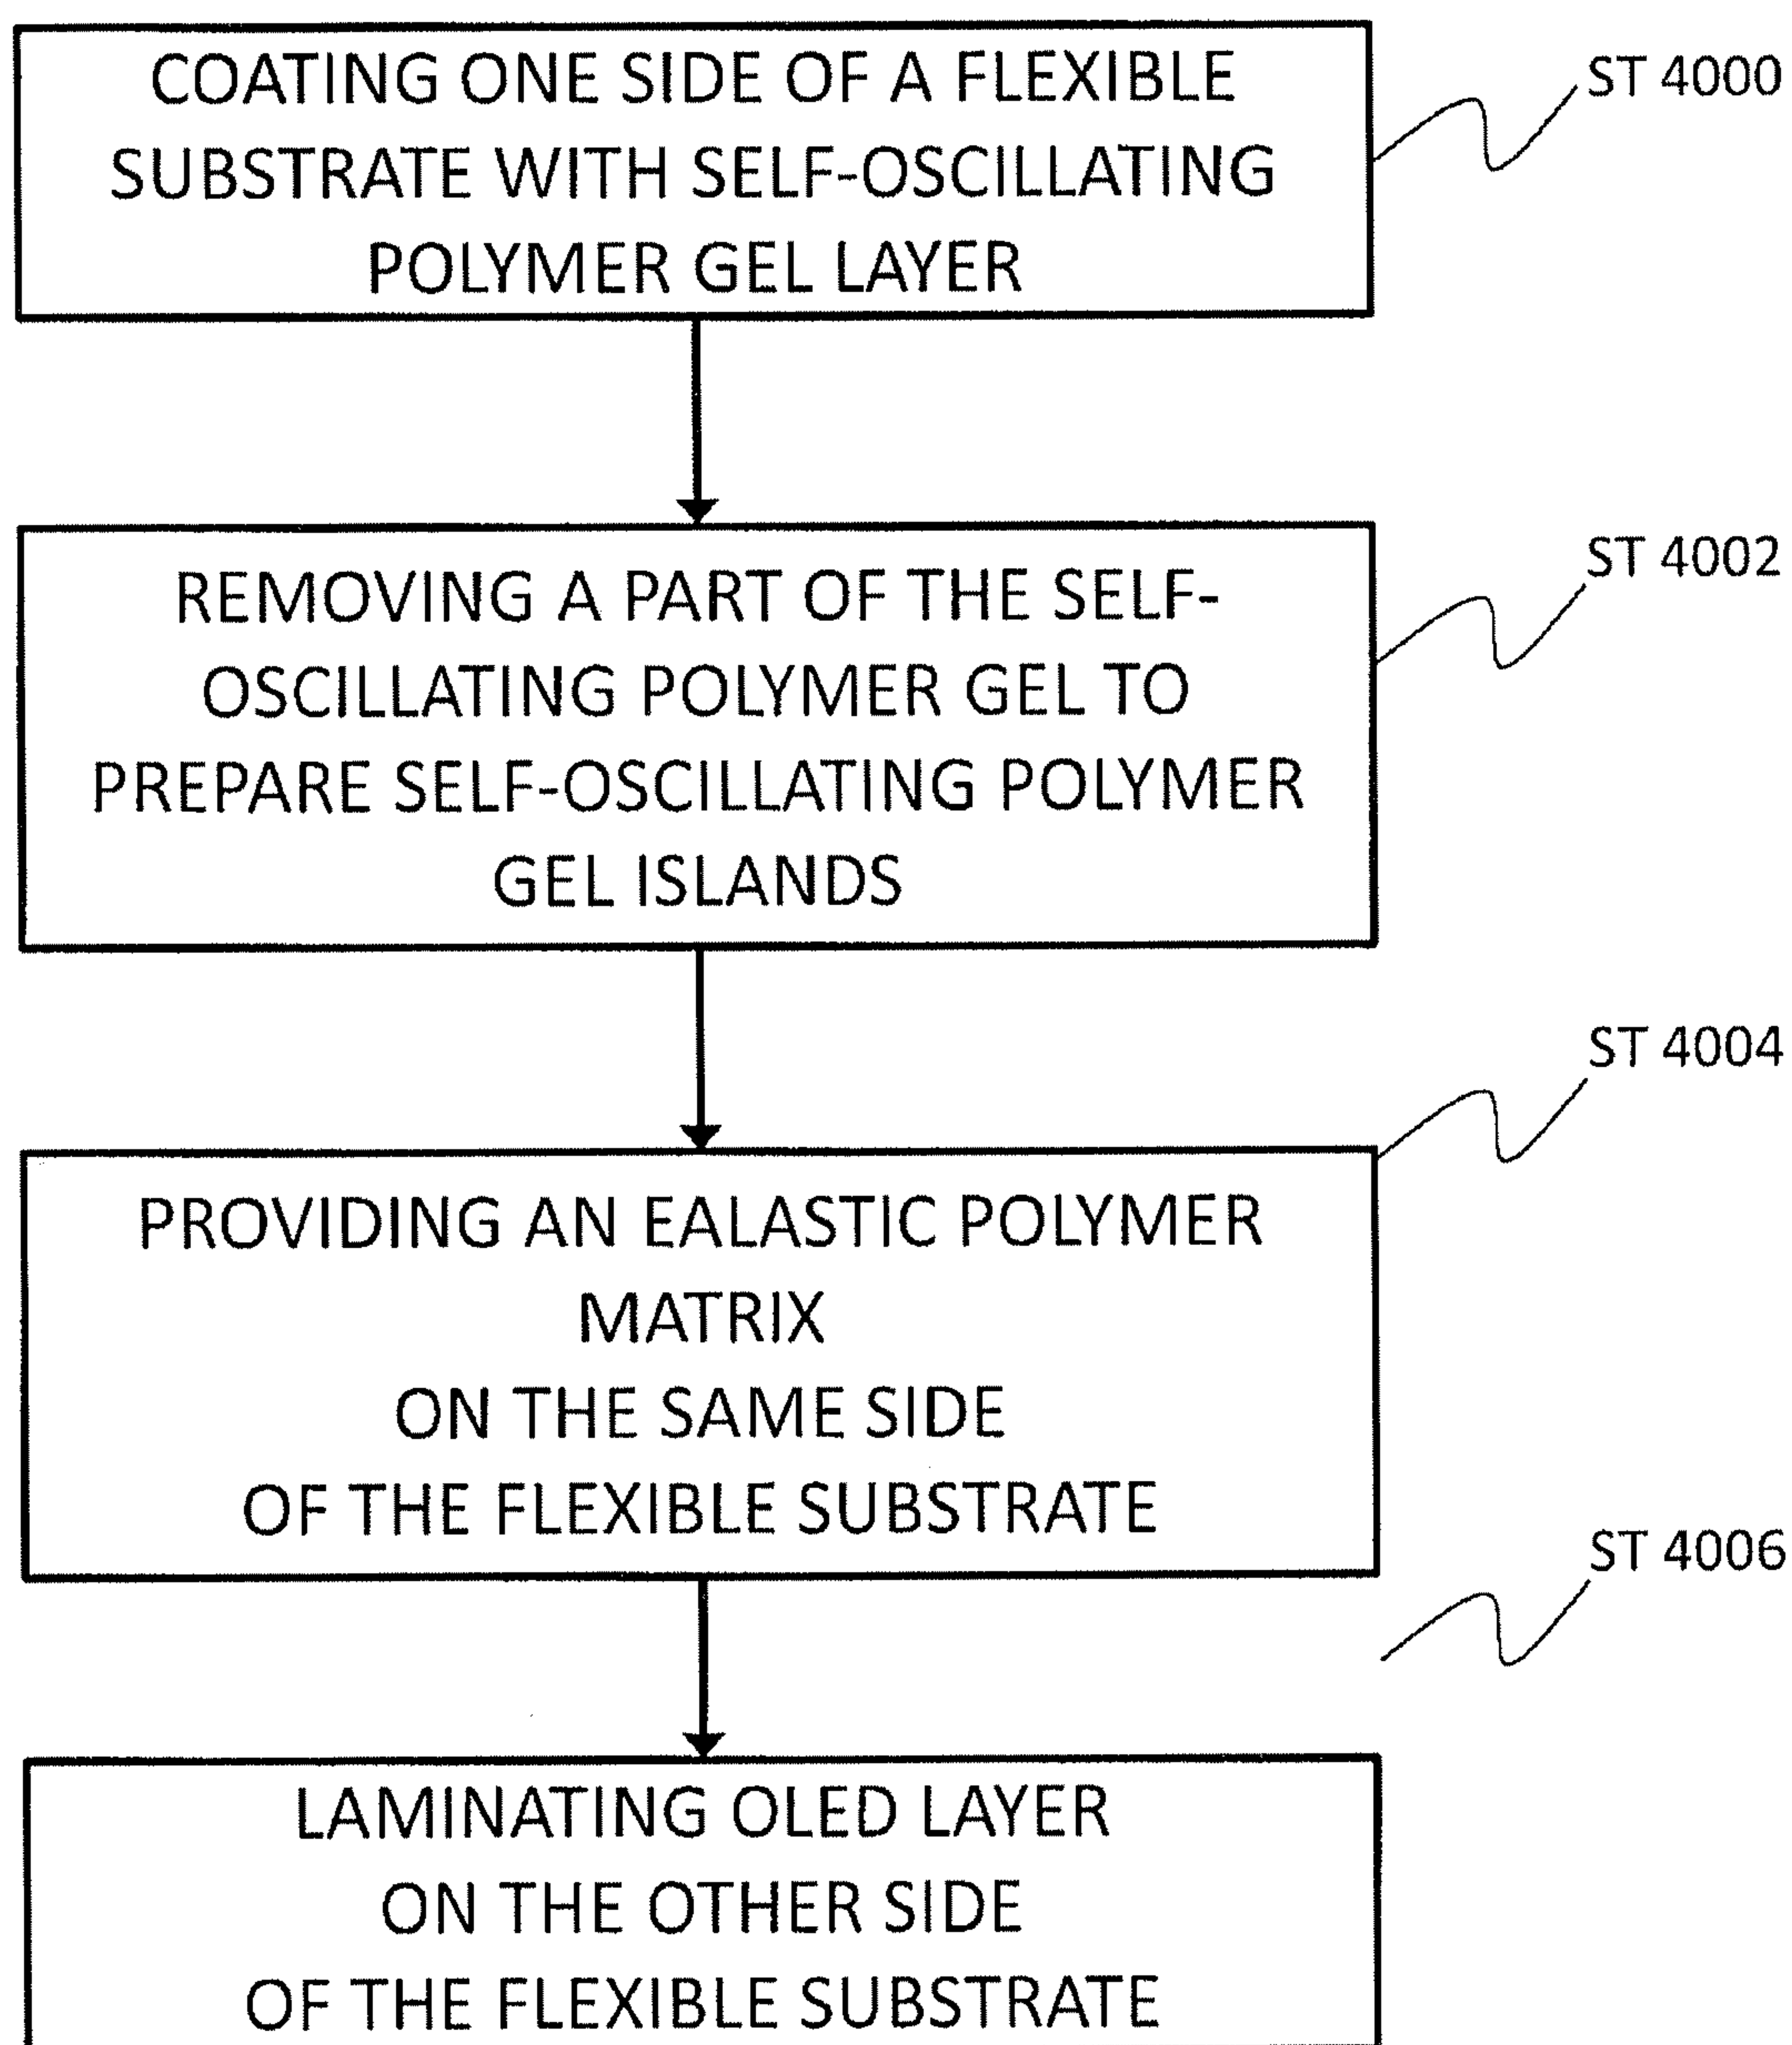 COATING ONE SIDE OF A FLEXIBLE
SUBSTRATE WITH SELF-OSCILLATING
POLYMER GEL LAYER
ST 4000
REMOVING A PART OF THE SELF-
OSCILLATING POLYMER GEL TO
PREPARE SELF-OSCILLATING POLYMER
GEL ISLANDS
ST 4002
PROVIDING AN EALASTIC POLYMER
MATRIX
ON THE SAME SIDE
OF THE FLEXIBLE SUBSTRATE
ST 4004
LAMINATING OLED LAYER
ON THE OTHER SIDE
OF THE FLEXIBLE SUBSTRATE
ST 4006